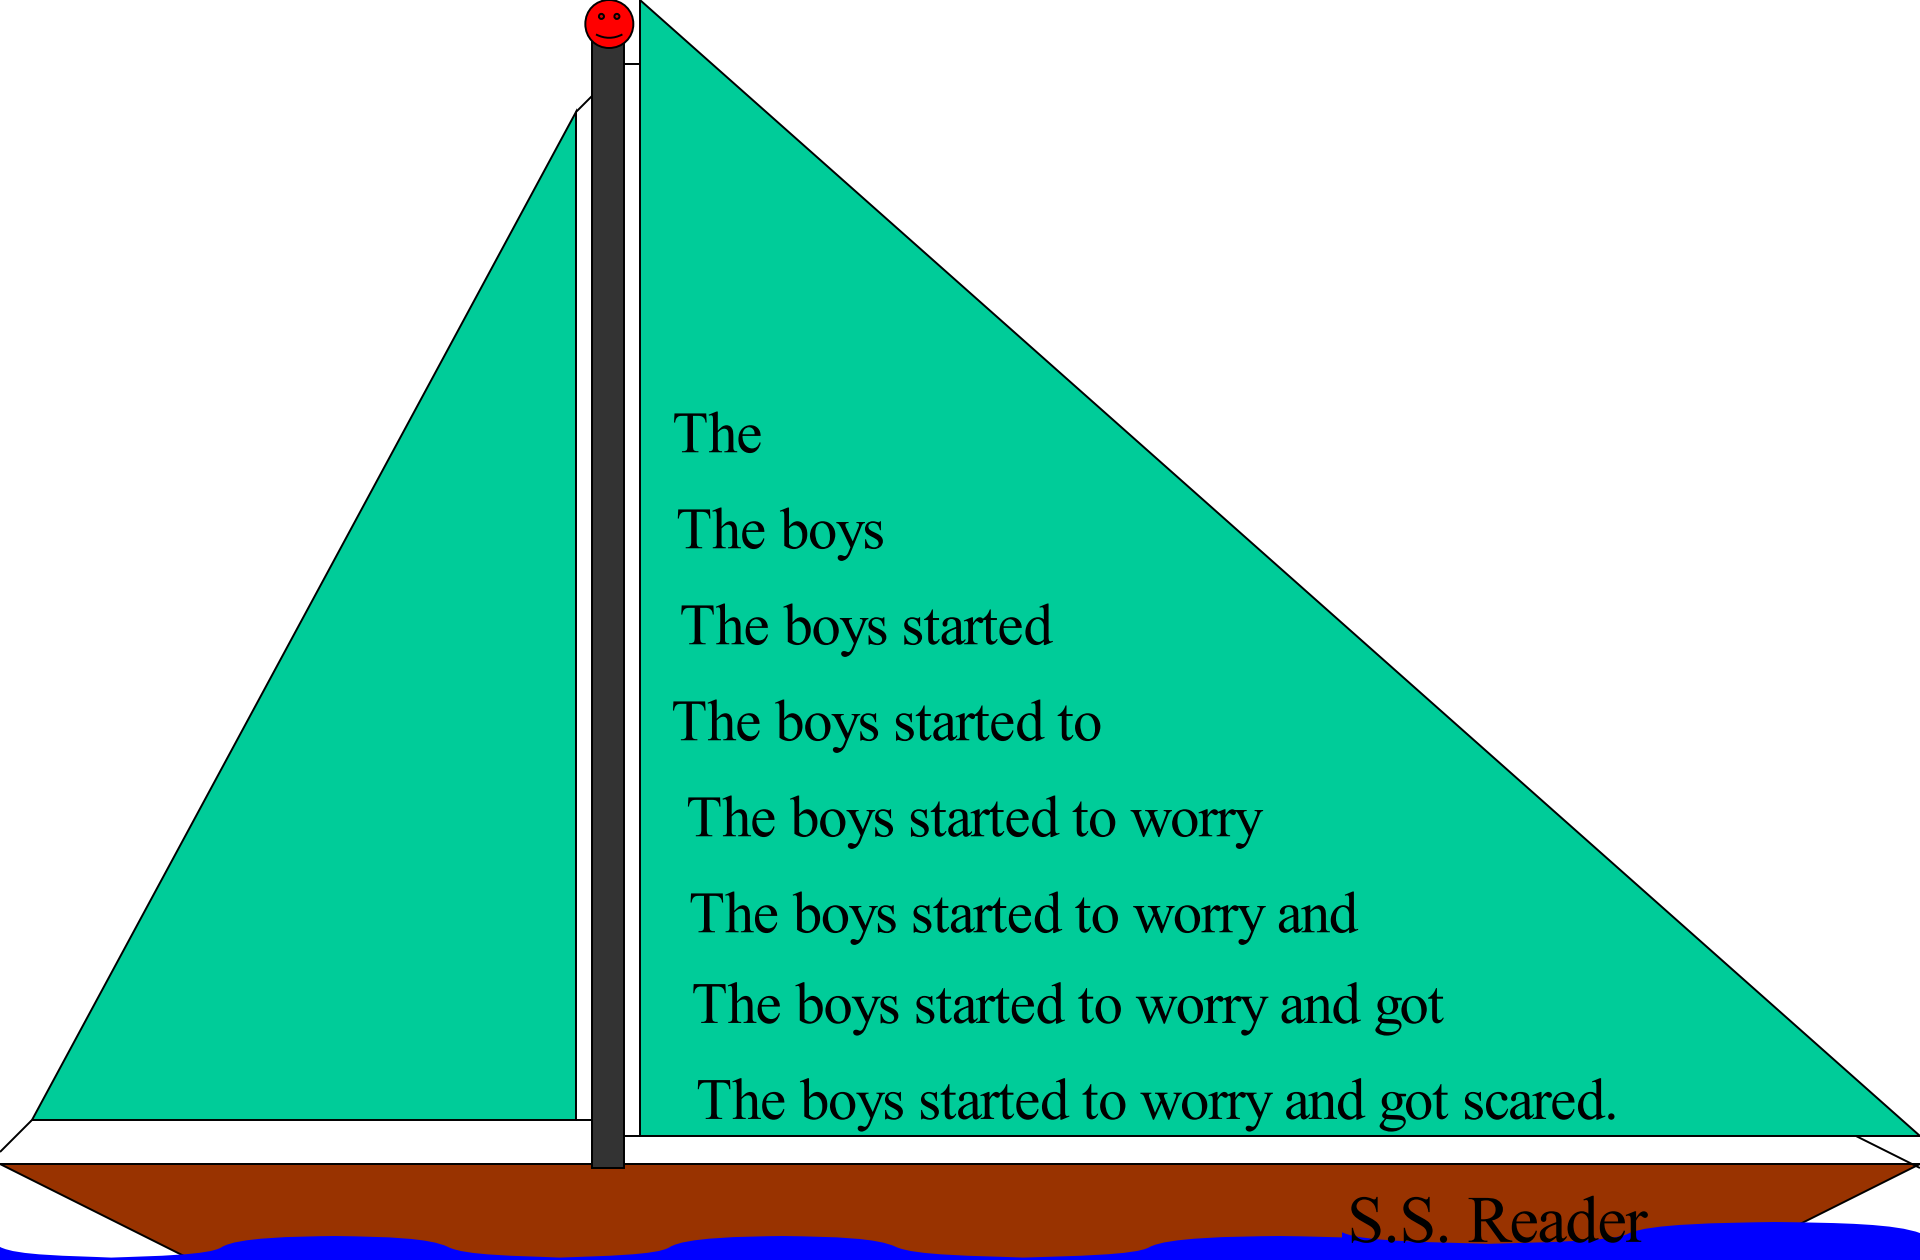 The
The boys
The boys started
The boys started to
The boys started to worry
The boys started to worry and
The boys started to worry and got
The boys started to worry and got scared.
S.S. Reader